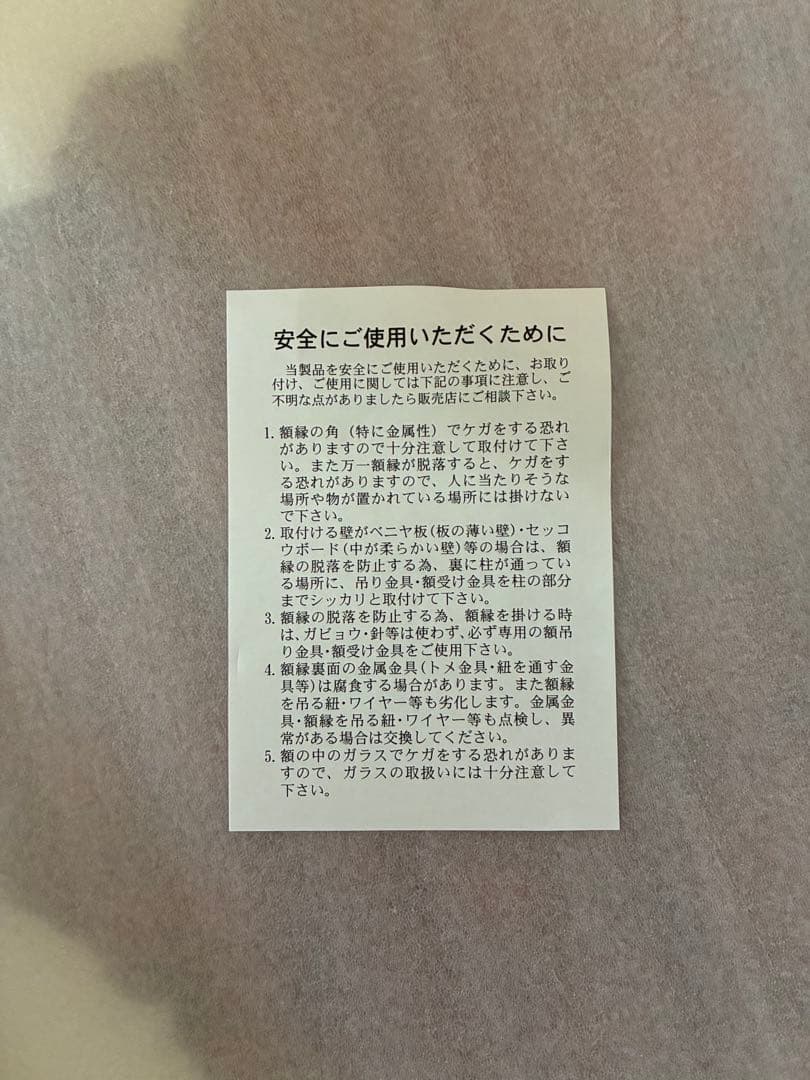 安全にご使用いただくために
当製品を安全にご使用いただくために、お取り
付け、ご使用に関しては下記の事項に注意し、ご
不明な点がありましたら販売店にご相談下さい。
1. 額縁の角（特に金属性）でケガをする恐れ
がありますので十分注意して取付けて下さ
い。また万一額縁が脱落すると、ケガをす
る恐れがありますので、人に当たりそうな
場所や物が置かれている場所には掛けない
で下さい。
2. 取付ける壁がベニヤ板(板の薄い壁)・セッコ
ウボード(中が柔らかい壁)等の場合は、額
縁の脱落を防止する為、裏に柱が通ってい
る場所に、吊り金具・額受け金具を柱の部分
までシッカリと取付けて下さい。
3. 額縁の脱落を防止する為、額縁を掛ける時
は、ガビョウ・針等は使わず、必ず専用の額吊
り金具・額受け金具をご使用下さい。
4. 額縁裏面の金属金具(トメ金具・紐を通す金
具等)は腐食する場合があります。また額縁
を吊る紐・ワイヤー等も劣化します。金属金
具・額縁を吊る紐・ワイヤー等も点検し、異
常がある場合は交換してください。
5. 額の中のガラスでケガをする恐れがありま
すので、ガラスの取扱いには十分注意して
下さい。